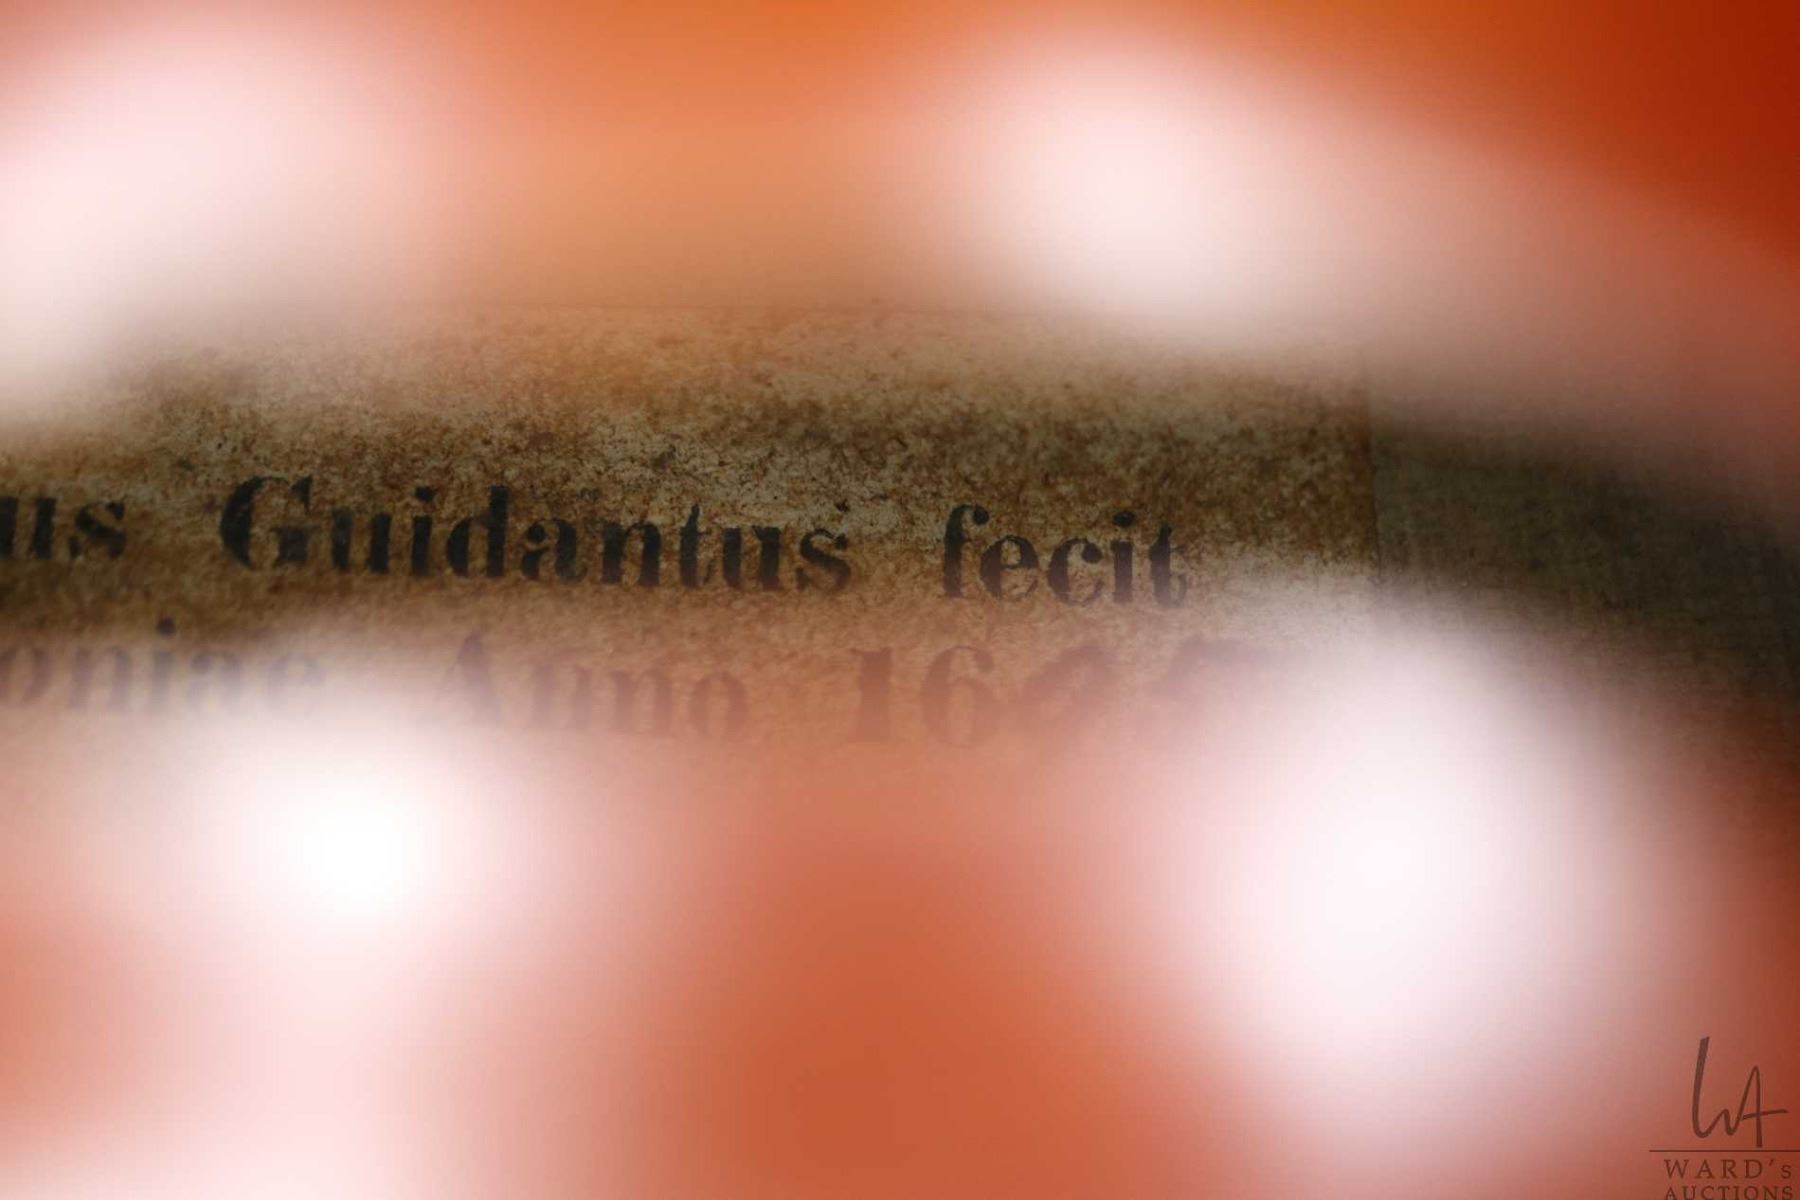 us Guidantus fecit
oniae Anno 16
WARD's
AUCTIONS